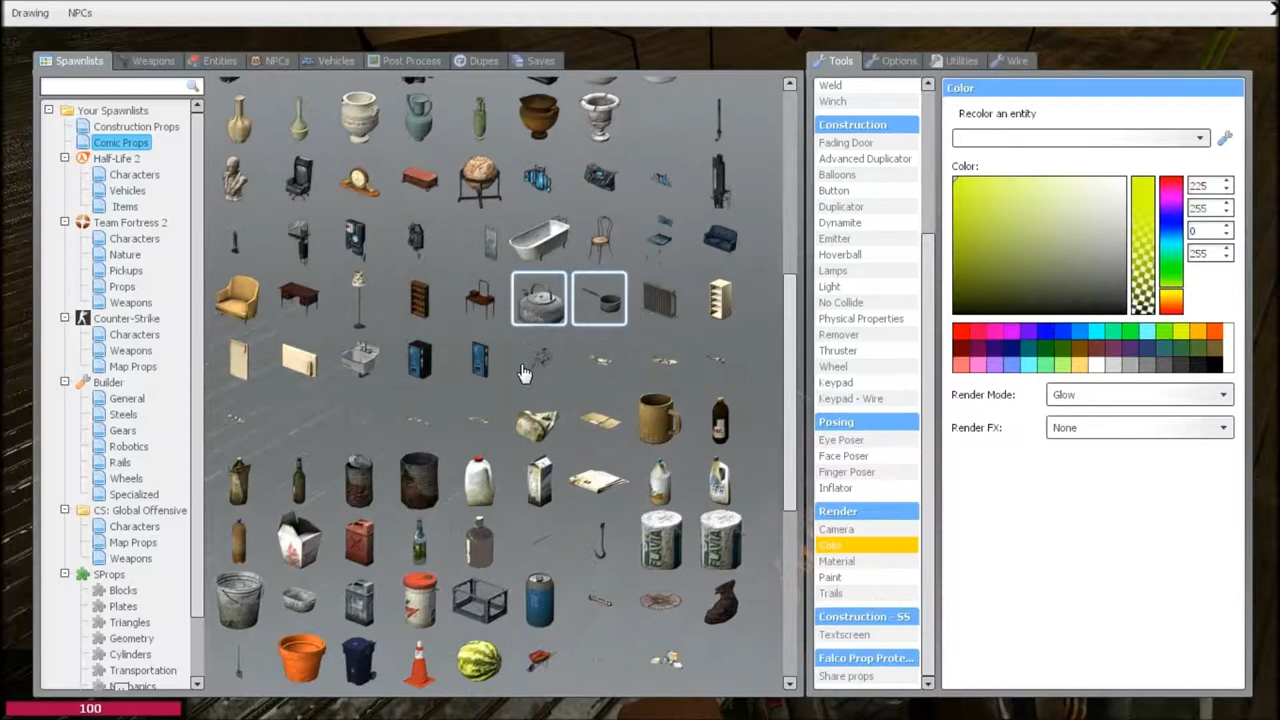 Drawing NPCs
Spawnlists Weapons Entities NPCs Vehicles Post Process Dupes Saves
Your Spawnlists
Construction Props
Comic Props
Half-Life 2
Characters
Vehicles
Items
Team Fortress 2
Characters
Nature
Pickups
Props
Weapons
Counter-Strike
Characters
Weapons
Map Props
Builder
General
Steels
Gears
Robotics
Rails
Wheels
Specialized
CS: Global Offensive
Characters
Map Props
Weapons
SProps
Blocks
Plates
Triangles
Geometry
Cylinders
Transportation
FLAVIA FLAVIA
100
Tools Options Utilities Wire
Weld
Winch
Construction
Fading Door
Advanced Duplicator
Balloons
Button
Duplicator
Dynamite
Emitter
Hoverball
Lamps
Light
No Collide
Physical Properties
Remover
Thruster
Wheel
Keypad
Keypad - Wire
Posing
Eye Poser
Face Poser
Finger Poser
Inflator
Render
Camera
Color
Material
Paint
Trails
Construction - SS
Textscreen
Falco Prop Prote...
Share props
Color
Recolor an entity
Color:
225
255
0
255
Render Mode: Glow
Render FX: None